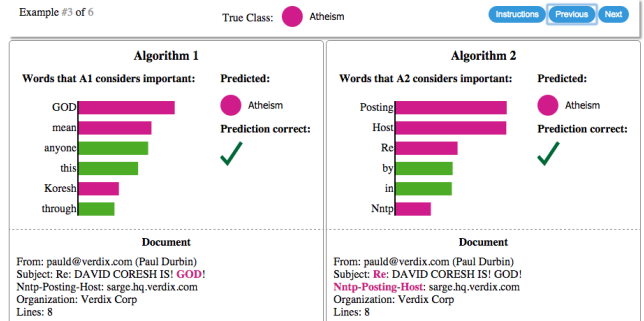 Example #3 of 6
True Class: Atheism
Instructions Previous Next
Algorithm 1
Words that A1 considers important: Predicted:
GOD
Atheism
mean
Prediction correct:
anyone
this
Koresh
through
Document
From: pauld@verdix.com (Paul Durbin)
Subject: Re: DAVID CORESH IS! GOD!
Nntp-Posting-Host: sarge.hq.verdix.com
Organization: Verdix Corp
Lines: 8
Algorithm 2
Words that A2 considers important: Predicted:
Posting
Atheism
Host
Prediction correct:
Re
by
in
Nntp
Document
From: pauld@verdix.com (Paul Durbin)
Subject: Re: DAVID CORESH IS! GOD!
Nntp-Posting-Host: sarge.hq.verdix.com
Organization: Verdix Corp
Lines: 8